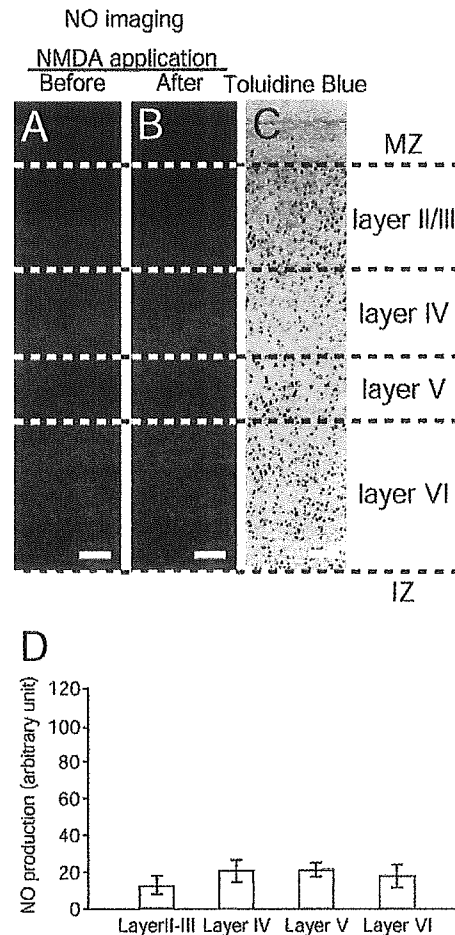 NO imaging
NMDA application
Before After Toluidine Blue
A B C
MZ
layer II/III
layer IV
layer V
layer VI
IZ
D
NO production (arbitrary unit)
120
100
80
60
40
20
0
LayerII-III Layer IV Layer V Layer VI